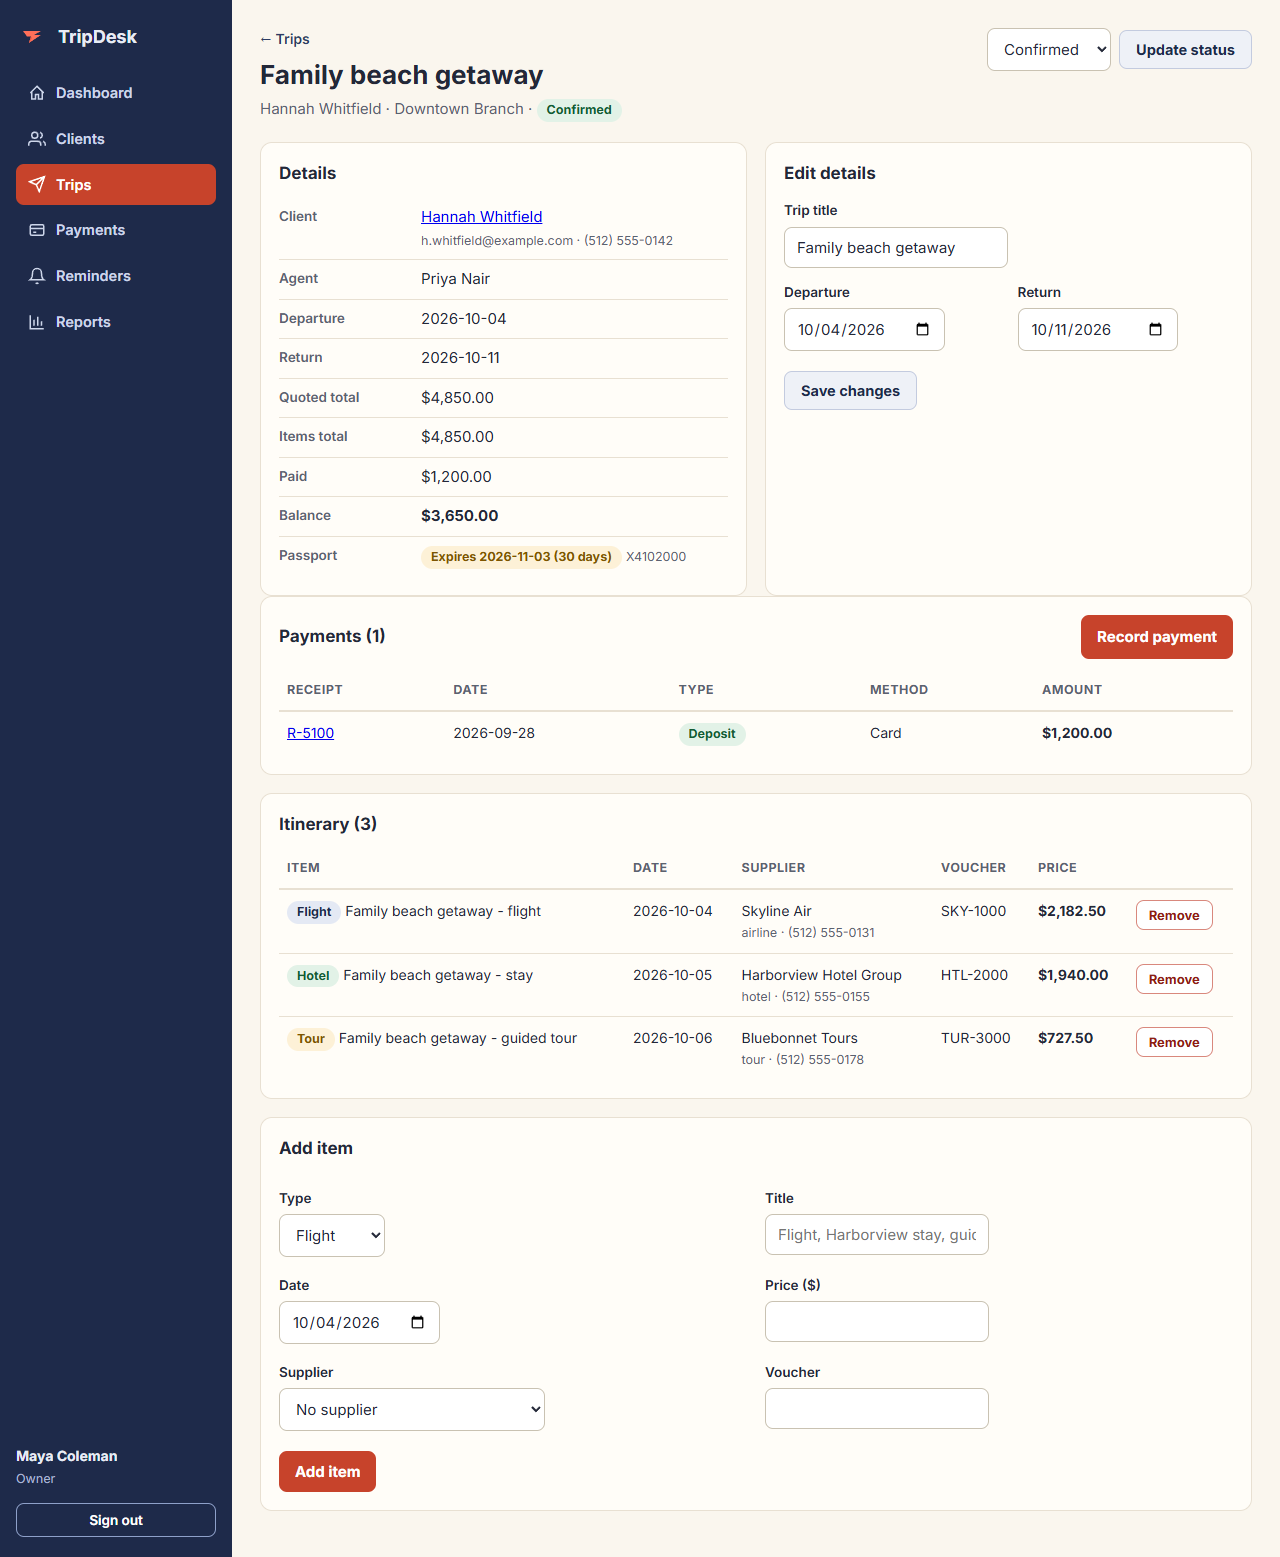 TripDesk
Dashboard
Clients
Trips
Payments
Reminders
Reports
Maya Coleman
Owner
Sign out
← Trips
Family beach getaway
Hannah Whitfield · Downtown Branch · Confirmed
Confirmed
Update status
Details
Client Hannah Whitfield
h.whitfield@example.com · (512) 555-0142
Agent Priya Nair
Departure 2026-10-04
Return 2026-10-11
Quoted total $4,850.00
Items total $4,850.00
Paid $1,200.00
Balance $3,650.00
Passport Expires 2026-11-03 (30 days) X4102000
Edit details
Trip title
Family beach getaway
Departure Return
10/04/2026 10/11/2026
Save changes
Payments (1)
Record payment
RECEIPT DATE TYPE METHOD AMOUNT
R-5100 2026-09-28 Deposit Card $1,200.00
Itinerary (3)
ITEM DATE SUPPLIER VOUCHER PRICE
Flight Family beach getaway - flight 2026-10-04 Skyline Air SKY-1000 $2,182.50 Remove
airline · (512) 555-0131
Hotel Family beach getaway - stay 2026-10-05 Harborview Hotel Group HTL-2000 $1,940.00 Remove
hotel · (512) 555-0155
Tour Family beach getaway - guided tour 2026-10-06 Bluebonnet Tours TUR-3000 $727.50 Remove
tour · (512) 555-0178
Add item
Type Title
Flight Flight, Harborview stay, guic
Date Price ($)
10/04/2026
Supplier Voucher
No supplier
Add item